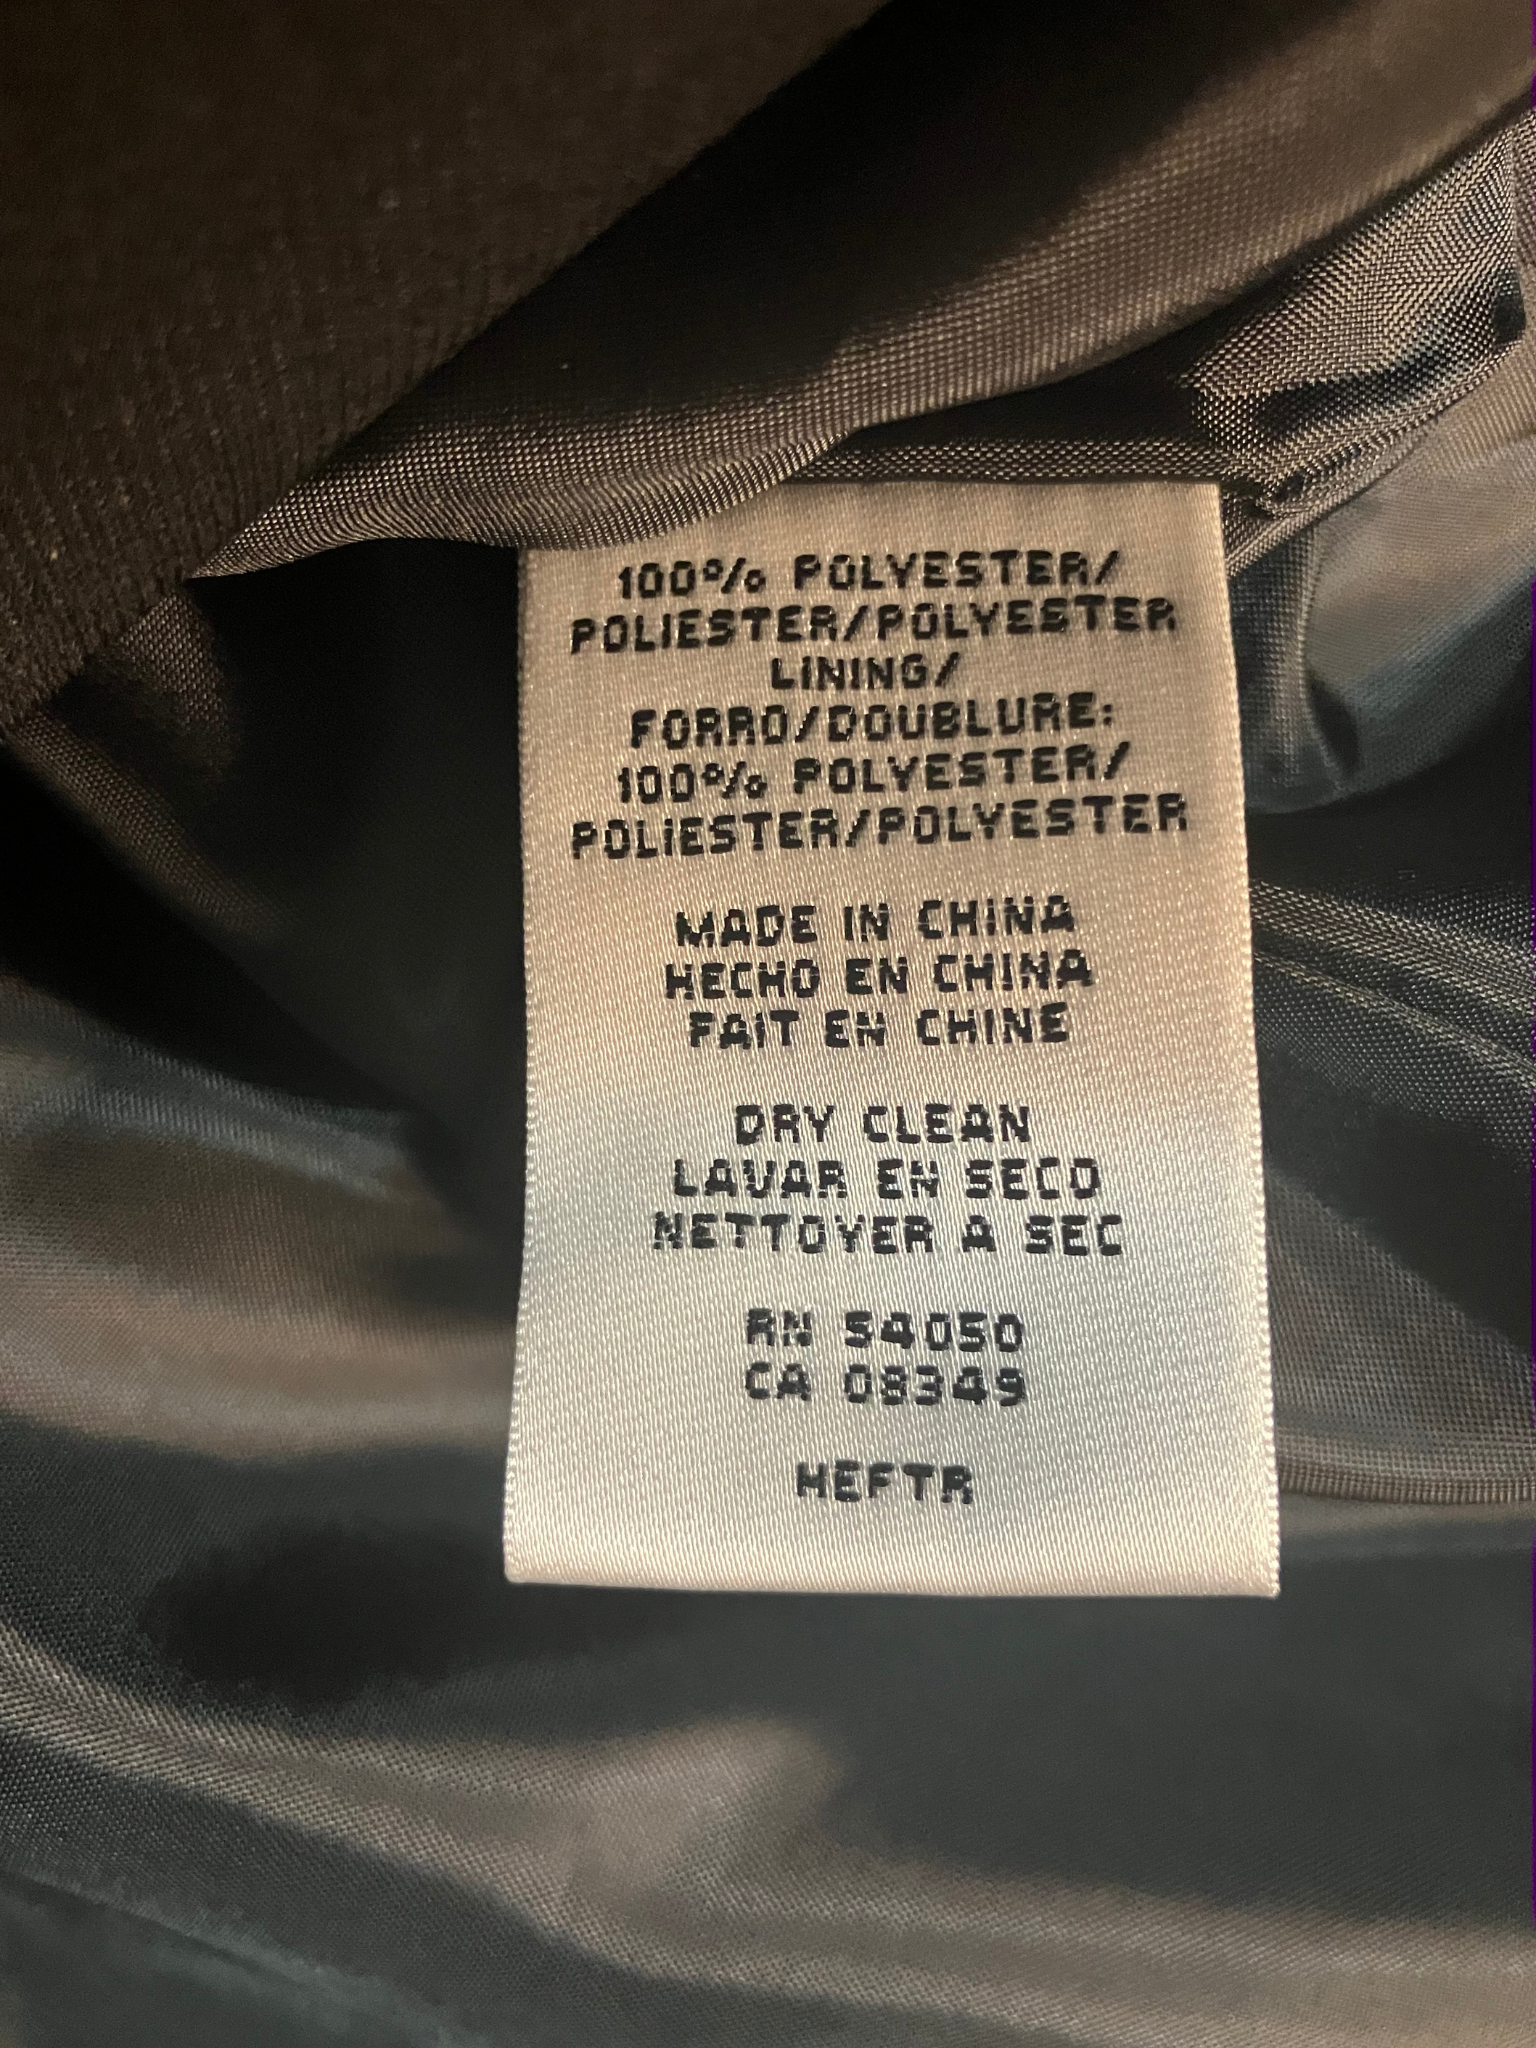 100% POLYESTER/
POLIESTER/POLYESTER
LINING/
FORRO/DOUBLURE:
100% POLYESTER/
POLIESTER/POLYESTER
MADE IN CHINA
HECHO EN CHINA
FAIT EN CHINE
DRY CLEAN
LAVAR EN SECO
NETTOYER A SEC
RN 54050
CA 08349
HEFTR